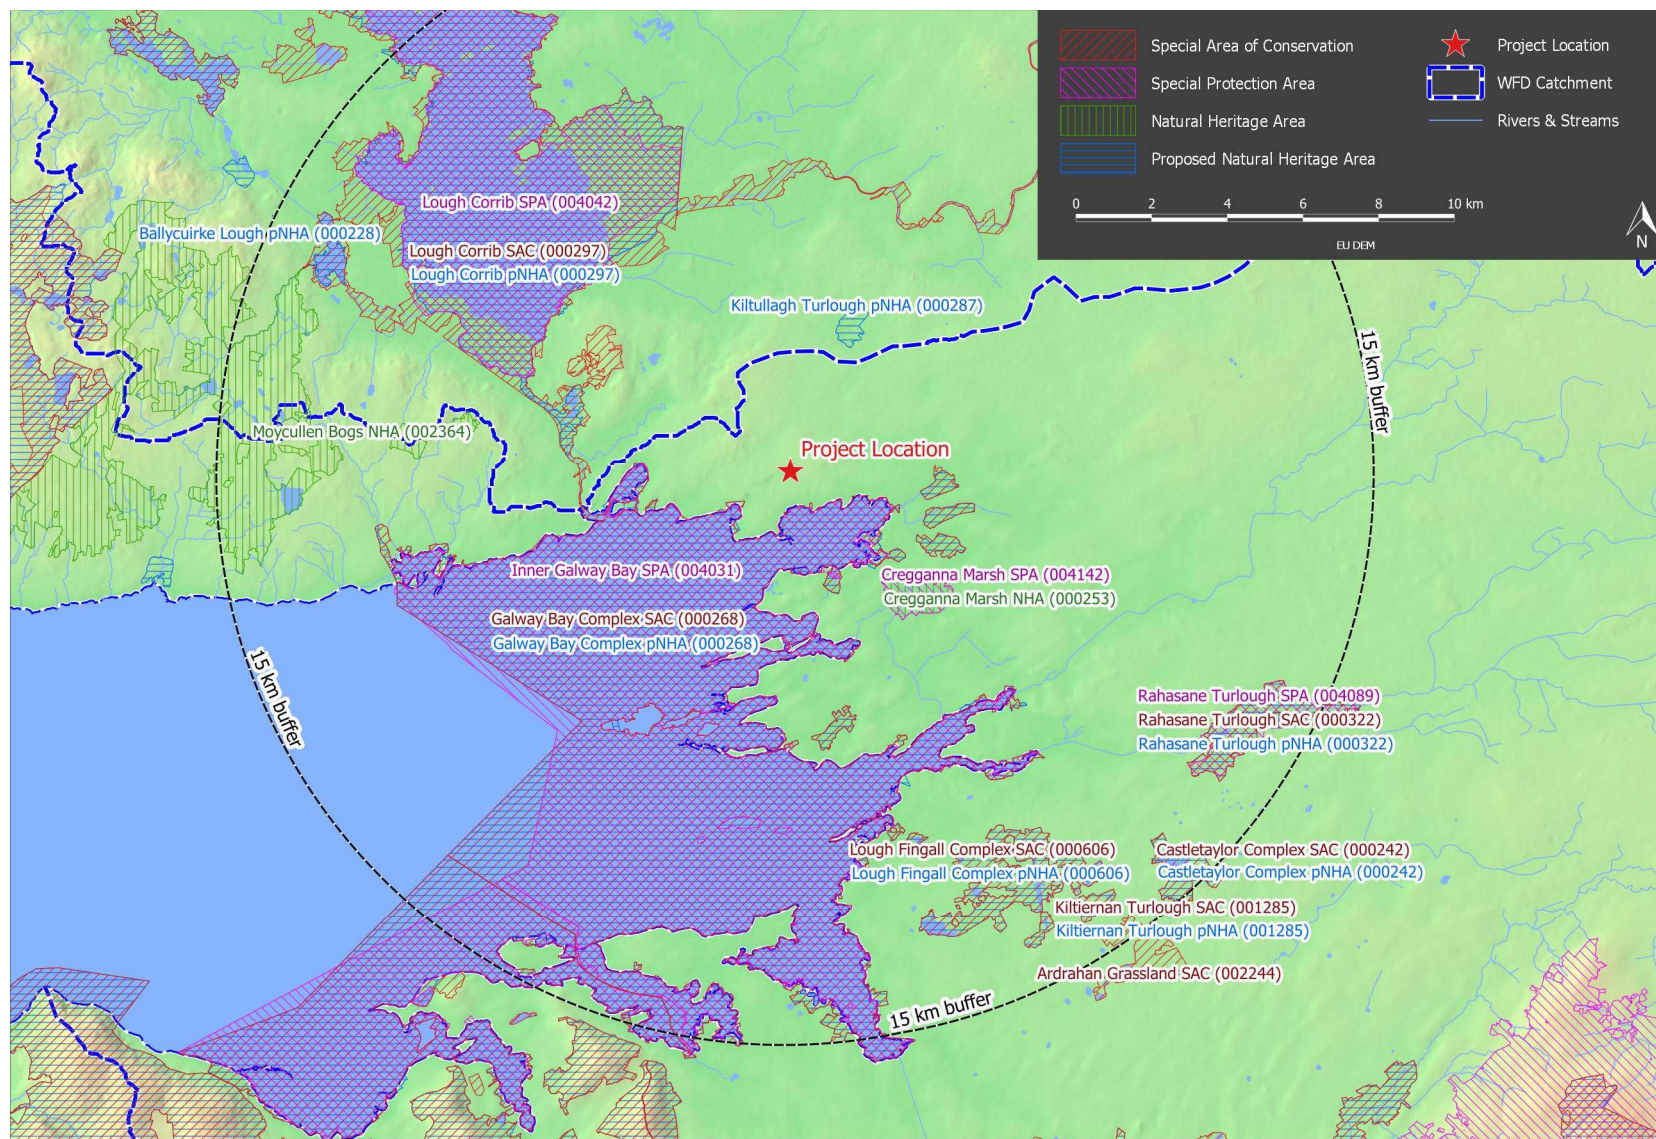 Special Area of Conservation
Special Protection Area
Natural Heritage Area
Proposed Natural Heritage Area
Project Location
WFD Catchment
Rivers & Streams
0 2 4 6 8 10 km
EU DEM
N
Lough Corrib SPA (004042)
Ballycuirke Lough pNHA (000228)
Lough Corrib SAC (000297)
Lough Corrib pNHA (000297)
Kiltullagh Turlough pNHA (000287)
15 km buffer
Moycullen Bogs NHA (002364)
Project Location
Inner Galway Bay SPA (004031)
Cregganna Marsh SPA (004142)
Cregganna Marsh NHA (000253)
Galway Bay Complex SAC (000268)
Galway Bay Complex pNHA (000268)
15 km buffer
Rahasane Turlough SPA (004089)
Rahasane Turlough SAC (000322)
Rahasane Turlough pNHA (000322)
Lough Fingall Complex SAC (000606)
Lough Fingall Complex pNHA (000606)
Castletaylor Complex SAC (000242)
Castletaylor Complex pNHA (000242)
Kiltiernan Turlough SAC (001285)
Kiltiernan Turlough pNHA (001285)
Ardrahan Grassland SAC (002244)
15 km buffer